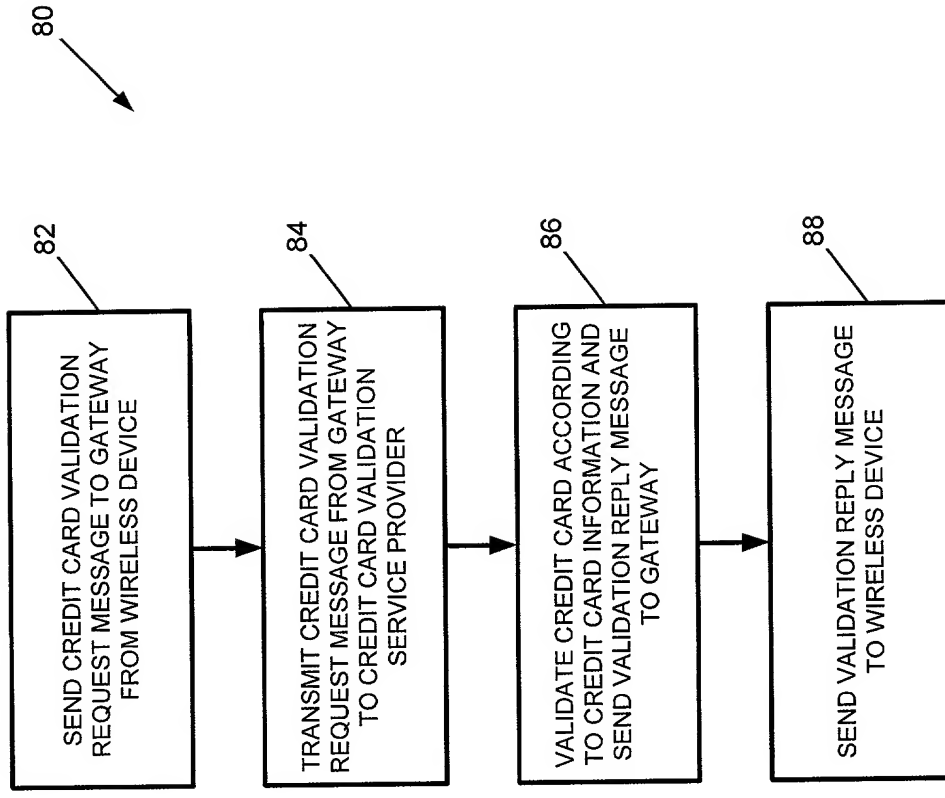 80
82
SEND CREDIT CARD VALIDATION
REQUEST MESSAGE TO GATEWAY
FROM WIRELESS DEVICE
84
TRANSMIT CREDIT CARD VALIDATION
REQUEST MESSAGE FROM GATEWAY
TO CREDIT CARD VALIDATION
SERVICE PROVIDER
86
VALIDATE CREDIT CARD ACCORDING
TO CREDIT CARD INFORMATION AND
SEND VALIDATION REPLY MESSAGE
TO GATEWAY
88
SEND VALIDATION REPLY MESSAGE
TO WIRELESS DEVICE